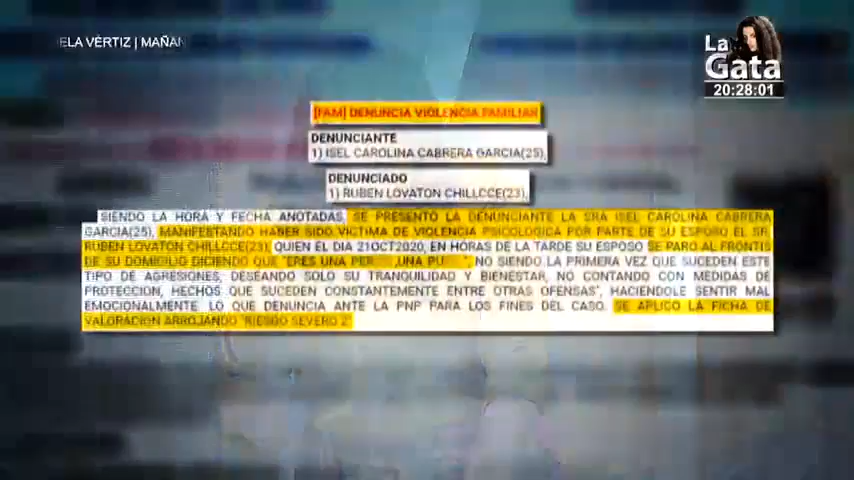 ELA VÉRTIZ | MAÑAN
La
Gata
20:28:01
[FAM] DENUNCIA VIOLENCIA FAMILIAR
DENUNCIANTE
1) ISEL CAROLINA CABRERA GARCIA(25),
DENUNCIADO
1) RUBEN LOVATON CHILLCCE(23),
SIENDO LA HORA Y FECHA ANOTADAS, SE PRESENTO LA DENUNCIANTE LA SRA ISEL CAROLINA CABRERA
GARCIA(25), MANIFESTANDO HABER SIDO VICTIMA DE VIOLENCIA PSICOLOGICA POR PARTE DE SU ESPOSO EL SR.
RUBEN LOVATON CHILLCCE(23), QUIEN EL DIA 21OCT2020, EN HORAS DE LA TARDE SU ESPOSO SE PARO AL FRONTIS
DE SU DOMICILIO DICIENDO QUE "ERES UNA PER ,UNA PU ", NO SIENDO LA PRIMERA VEZ QUE SUCEDEN ESTE
TIPO DE AGRESIONES, DESEANDO SOLO SU TRANQUILIDAD Y BIENESTAR, NO CONTANDO CON MEDIDAS DE
PROTECCION, HECHOS QUE SUCEDEN CONSTANTEMENTE ENTRE OTRAS OFENSAS", HACIENDOLE SENTIR MAL
EMOCIONALMENTE. LO QUE DENUNCIA ANTE LA PNP PARA LOS FINES DEL CASO. SE APLICO LA FICHA DE
VALORACION ARROJANDO "RIESGO SEVERO 2"